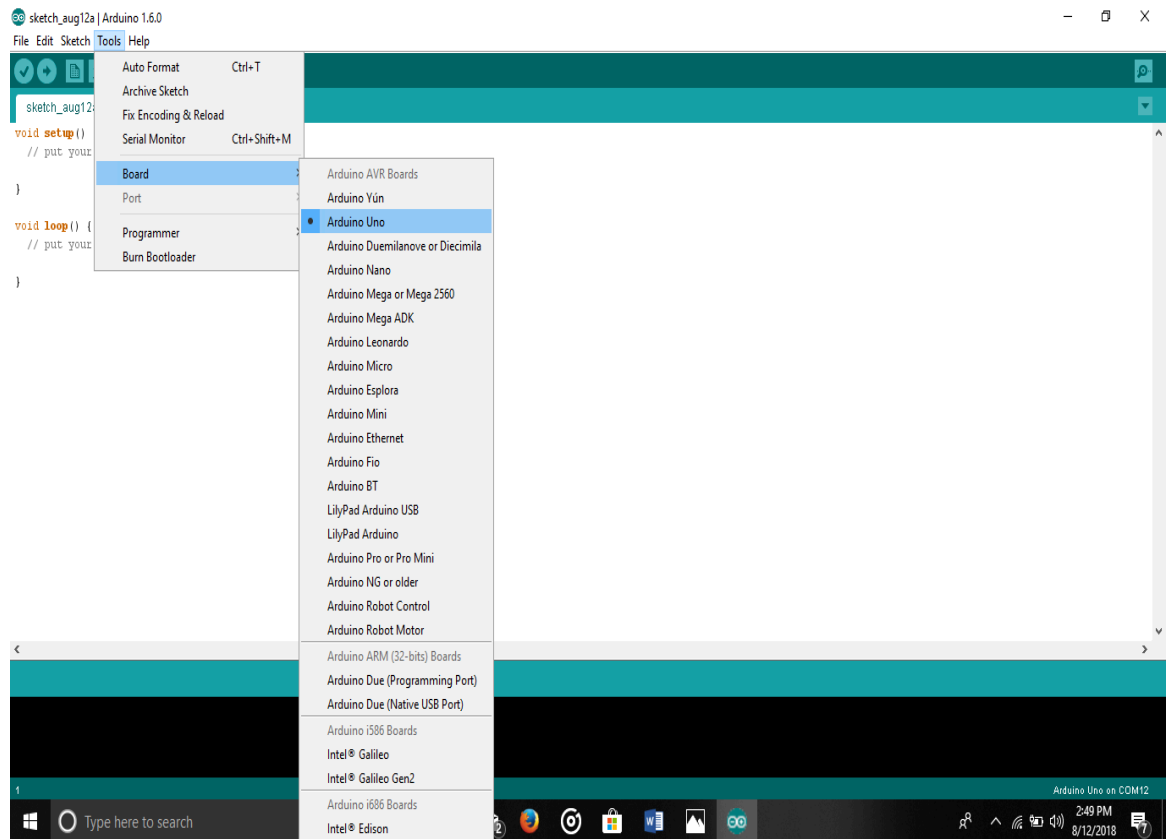 sketch_aug12a | Arduino 1.6.0
File Edit Sketch Tools Help
sketch_aug12a
void setup()
// put your
}
void loop() {
// put your
}
Auto Format Ctrl+T
Archive Sketch
Fix Encoding & Reload
Serial Monitor Ctrl+Shift+M
Board
Port
Programmer
Burn Bootloader
Arduino AVR Boards
Arduino Yún
Arduino Uno
Arduino Duemilanove or Diecimila
Arduino Nano
Arduino Mega or Mega 2560
Arduino Mega ADK
Arduino Leonardo
Arduino Micro
Arduino Esplora
Arduino Mini
Arduino Ethernet
Arduino Fio
Arduino BT
LilyPad Arduino USB
LilyPad Arduino
Arduino Pro or Pro Mini
Arduino NG or older
Arduino Robot Control
Arduino Robot Motor
Arduino ARM (32-bits) Boards
Arduino Due (Programming Port)
Arduino Due (Native USB Port)
Arduino i586 Boards
Intel® Galileo
Intel® Galileo Gen2
Arduino i686 Boards
Intel® Edison
1
Arduino Uno on COM12
Type here to search
2:49 PM
8/12/2018
7